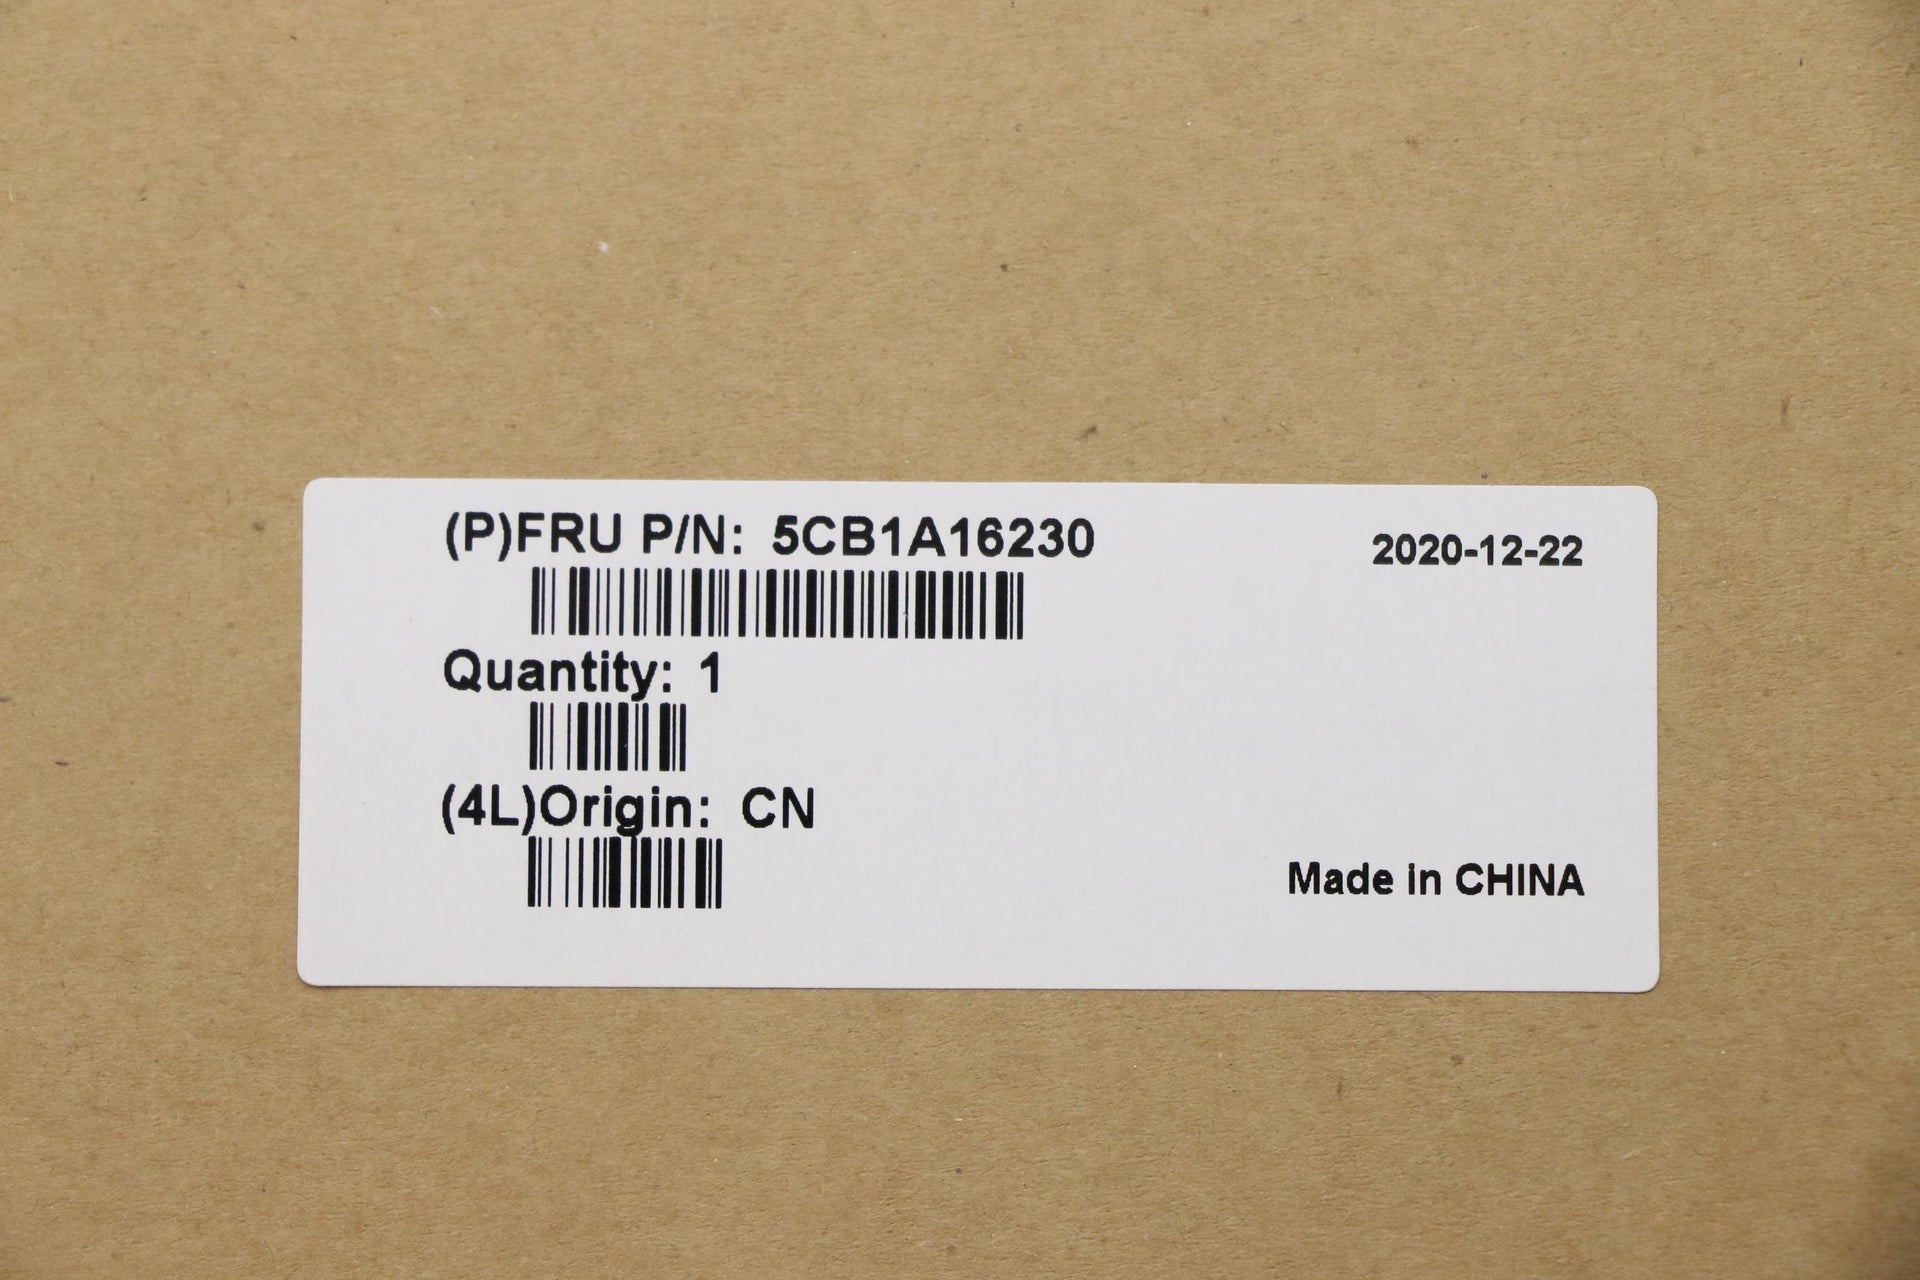 (P)FRU P/N: 5CB1A16230
2020-12-22
Quantity: 1
(4L)Origin: CN
Made in CHINA